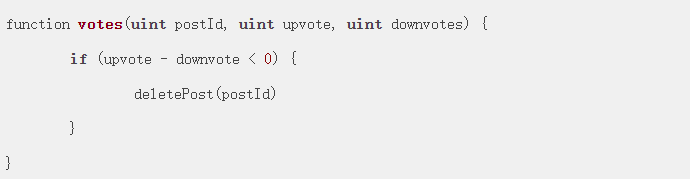 function votes(uint postId, uint upvote, uint downvotes) {
if (upvote - downvote < 0) {
deletePost(postId)
}
}